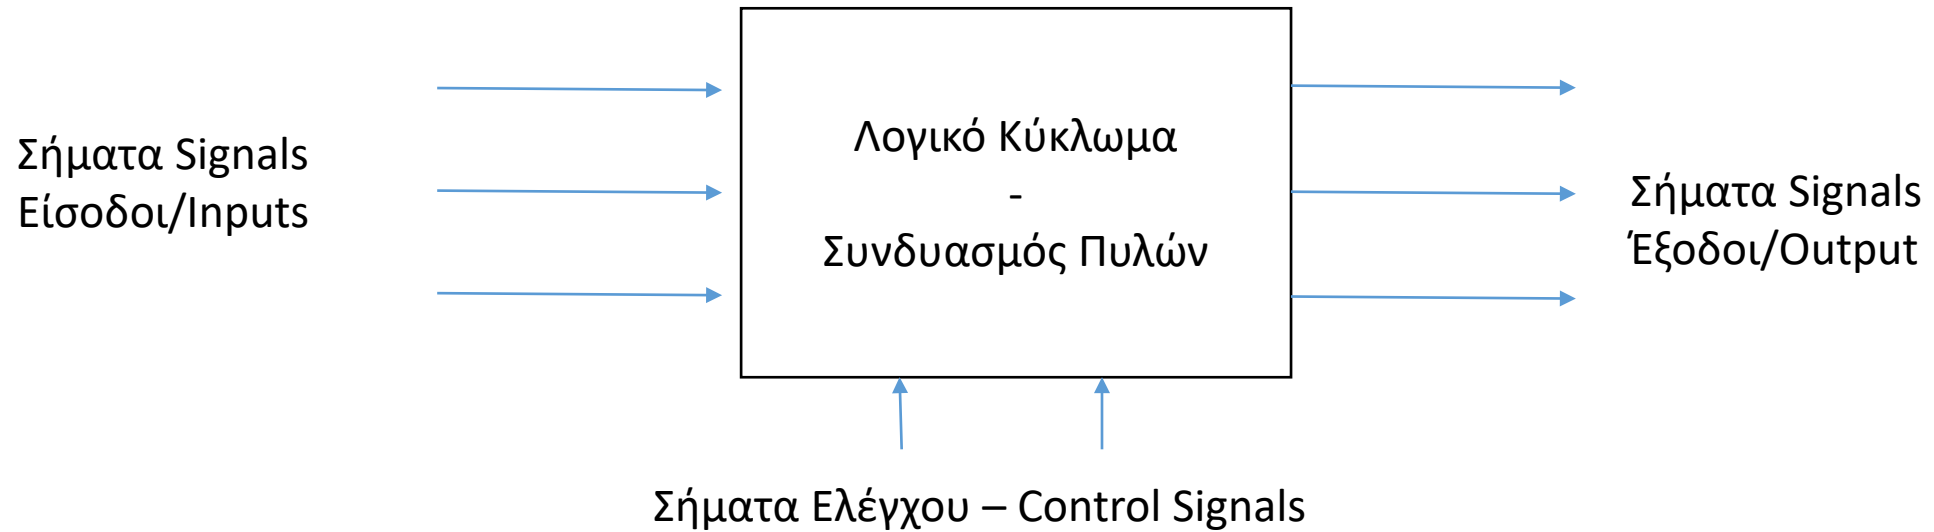 Σήματα Signals
Είσοδοι/Inputs
Λογικό Κύκλωμα
-
Συνδυασμός Πυλών
Σήματα Signals
Έξοδοι/Output
Σήματα Ελέγχου – Control Signals